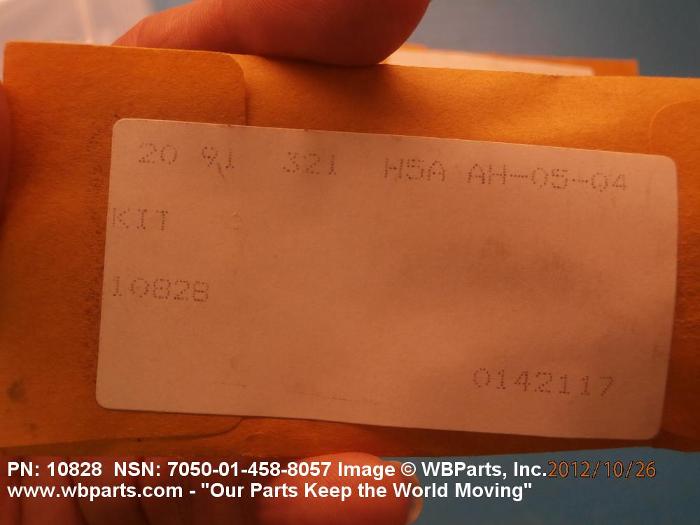 20 91 321 H5A AH-05-04
KIT
10828
0142117
PN: 10828 NSN: 7050-01-458-8057 Image © WBParts, Inc. 2012/10/26
www.wbparts.com - "Our Parts Keep the World Moving"